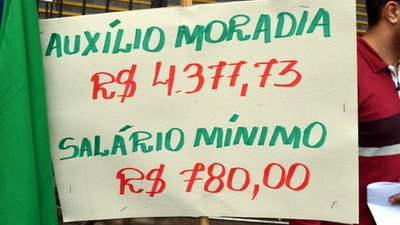 AUXÍLIO MORADIA
R$ 4.377,73
SALÁRIO MÍNIMO
R$ 780,00